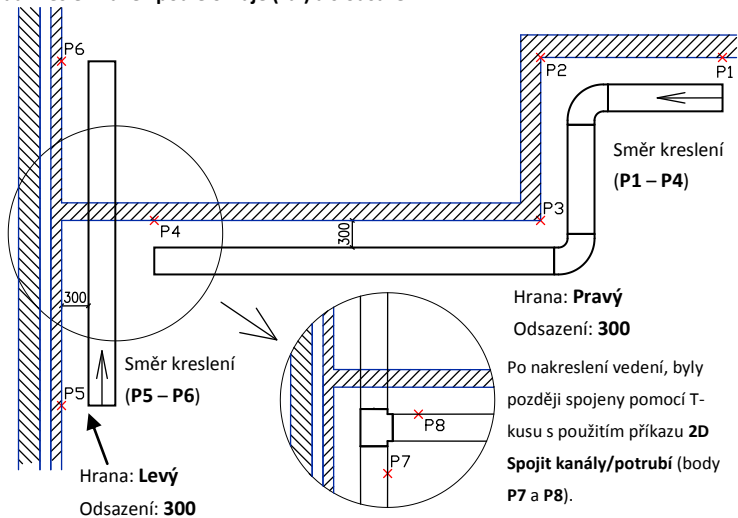 P6
P2
P1
Směr kreslení
(P1 – P4)
P3
P4
300
300
Hrana: Pravý
Odsazení: 300
Směr kreslení
(P5 – P6)
P5
Po nakreslení vedení, byly
později spojeny pomocí T-
kusu s použitím příkazu 2D
Spojit kanály/potrubí (body
P7 a P8).
P8
P7
Hrana: Levý
Odsazení: 300